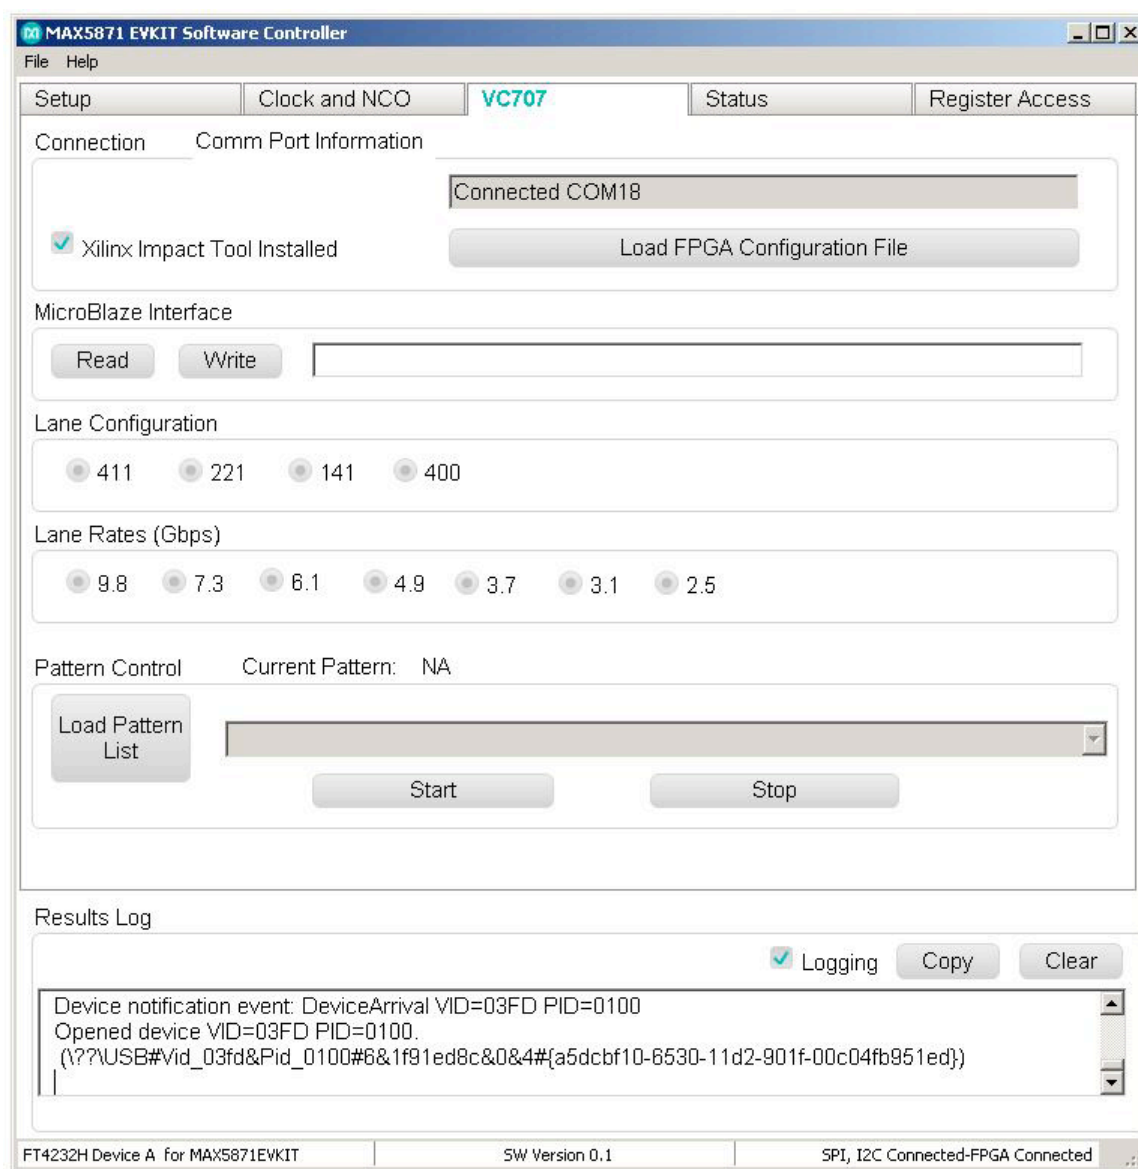 MAX5871 EVKIT Software Controller
File Help
Setup Clock and NCO VC707 Status Register Access
Connection Comm Port Information
Connected COM18
Xilinx Impact Tool Installed Load FPGA Configuration File
MicroBlaze Interface
Read Write
Lane Configuration
411 221 141 400
Lane Rates (Gbps)
9.8 7.3 6.1 4.9 3.7 3.1 2.5
Pattern Control Current Pattern: NA
Load Pattern
List
Start Stop
Results Log
Logging Copy Clear
Device notification event: DeviceArrival VID=03FD PID=0100
Opened device VID=03FD PID=0100.
(\??\USB#Vid_03fd&Pid_0100#6&1f91ed8c&0&4#{a5dcbf10-6530-11d2-901f-00c04fb951ed})
FT4232H Device A for MAX5871EVKIT SW Version 0.1 SPI, I2C Connected-FPGA Connected